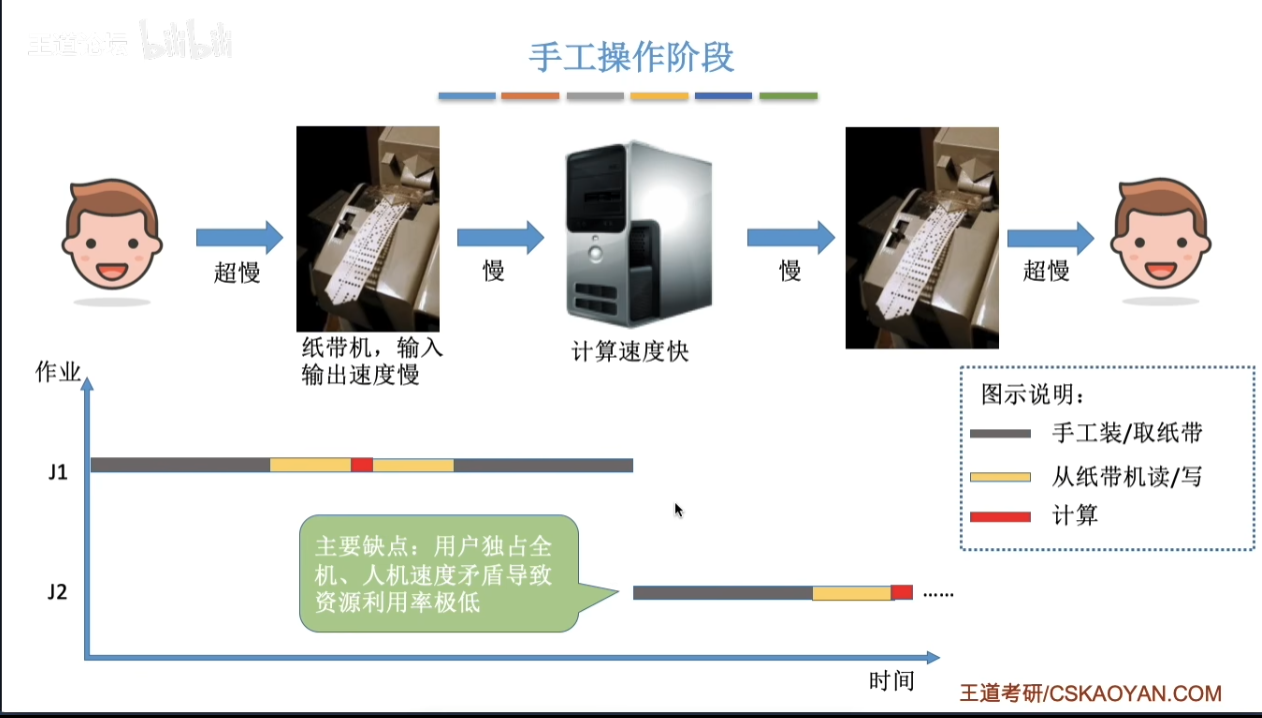 王道论坛 bilibili
手工操作阶段
超慢
慢
慢
超慢
纸带机，输入
输出速度慢
计算速度快
作业
图示说明：
手工装/取纸带
从纸带机读/写
计算
J1
主要缺点：用户独占全
机、人机速度矛盾导致
资源利用率极低
J2
......
时间
王道考研/CSKAOYAN.COM